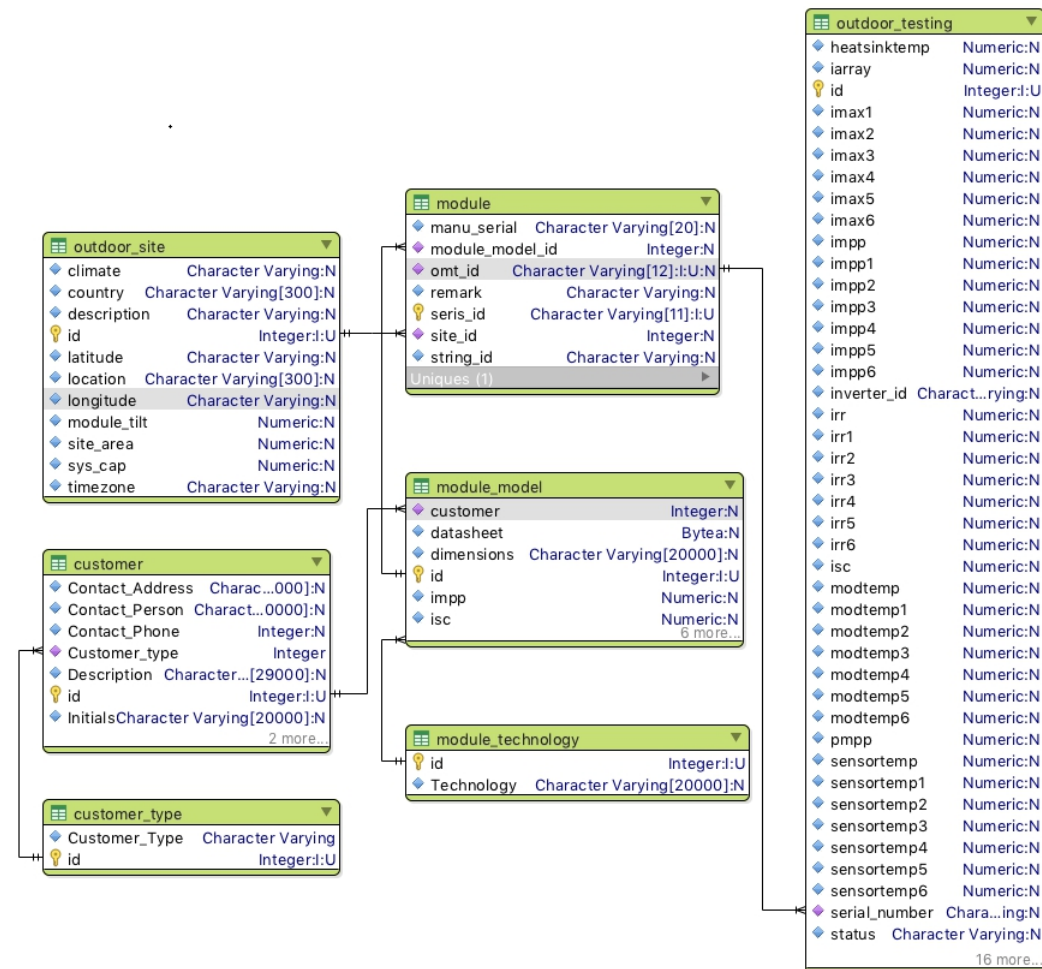 outdoor_site
climate Character Varying:N
country Character Varying[300]:N
description Character Varying:N
id Integer:I:U
latitude Character Varying:N
location Character Varying[300]:N
longitude Character Varying:N
module_tilt Numeric:N
site_area Numeric:N
sys_cap Numeric:N
timezone Character Varying:N
customer
Contact_Address Charac...000]:N
Contact_Person Charact...0000]:N
Contact_Phone Integer:N
Customer_type Integer
Description Character...[29000]:N
id Integer:I:U
InitialsCharacter Varying[20000]:N
2 more...
customer_type
Customer_Type Character Varying
id Integer:I:U
module
manu_serial Character Varying[20]:N
module_model_id Integer:N
omt_id Character Varying[12]:I:U:N
remark Character Varying:N
seris_id Character Varying[11]:I:U
site_id Integer:N
string_id Character Varying:N
Uniques (1)
module_model
customer Integer:N
datasheet Bytea:N
dimensions Character Varying[20000]:N
id Integer:I:U
impp Numeric:N
isc Numeric:N
6 more...
module_technology
id Integer:I:U
Technology Character Varying[20000]:N
outdoor_testing
heatsinktemp Numeric:N
iarray Numeric:N
id Integer:I:U
imax1 Numeric:N
imax2 Numeric:N
imax3 Numeric:N
imax4 Numeric:N
imax5 Numeric:N
imax6 Numeric:N
impp Numeric:N
impp1 Numeric:N
impp2 Numeric:N
impp3 Numeric:N
impp4 Numeric:N
impp5 Numeric:N
impp6 Numeric:N
inverter_id Charact...rying:N
irr Numeric:N
irr1 Numeric:N
irr2 Numeric:N
irr3 Numeric:N
irr4 Numeric:N
irr5 Numeric:N
irr6 Numeric:N
isc Numeric:N
modtemp Numeric:N
modtemp1 Numeric:N
modtemp2 Numeric:N
modtemp3 Numeric:N
modtemp4 Numeric:N
modtemp5 Numeric:N
modtemp6 Numeric:N
pmpp Numeric:N
sensortemp Numeric:N
sensortemp1 Numeric:N
sensortemp2 Numeric:N
sensortemp3 Numeric:N
sensortemp4 Numeric:N
sensortemp5 Numeric:N
sensortemp6 Numeric:N
serial_number Chara...ing:N
status Character Varying:N
16 more...